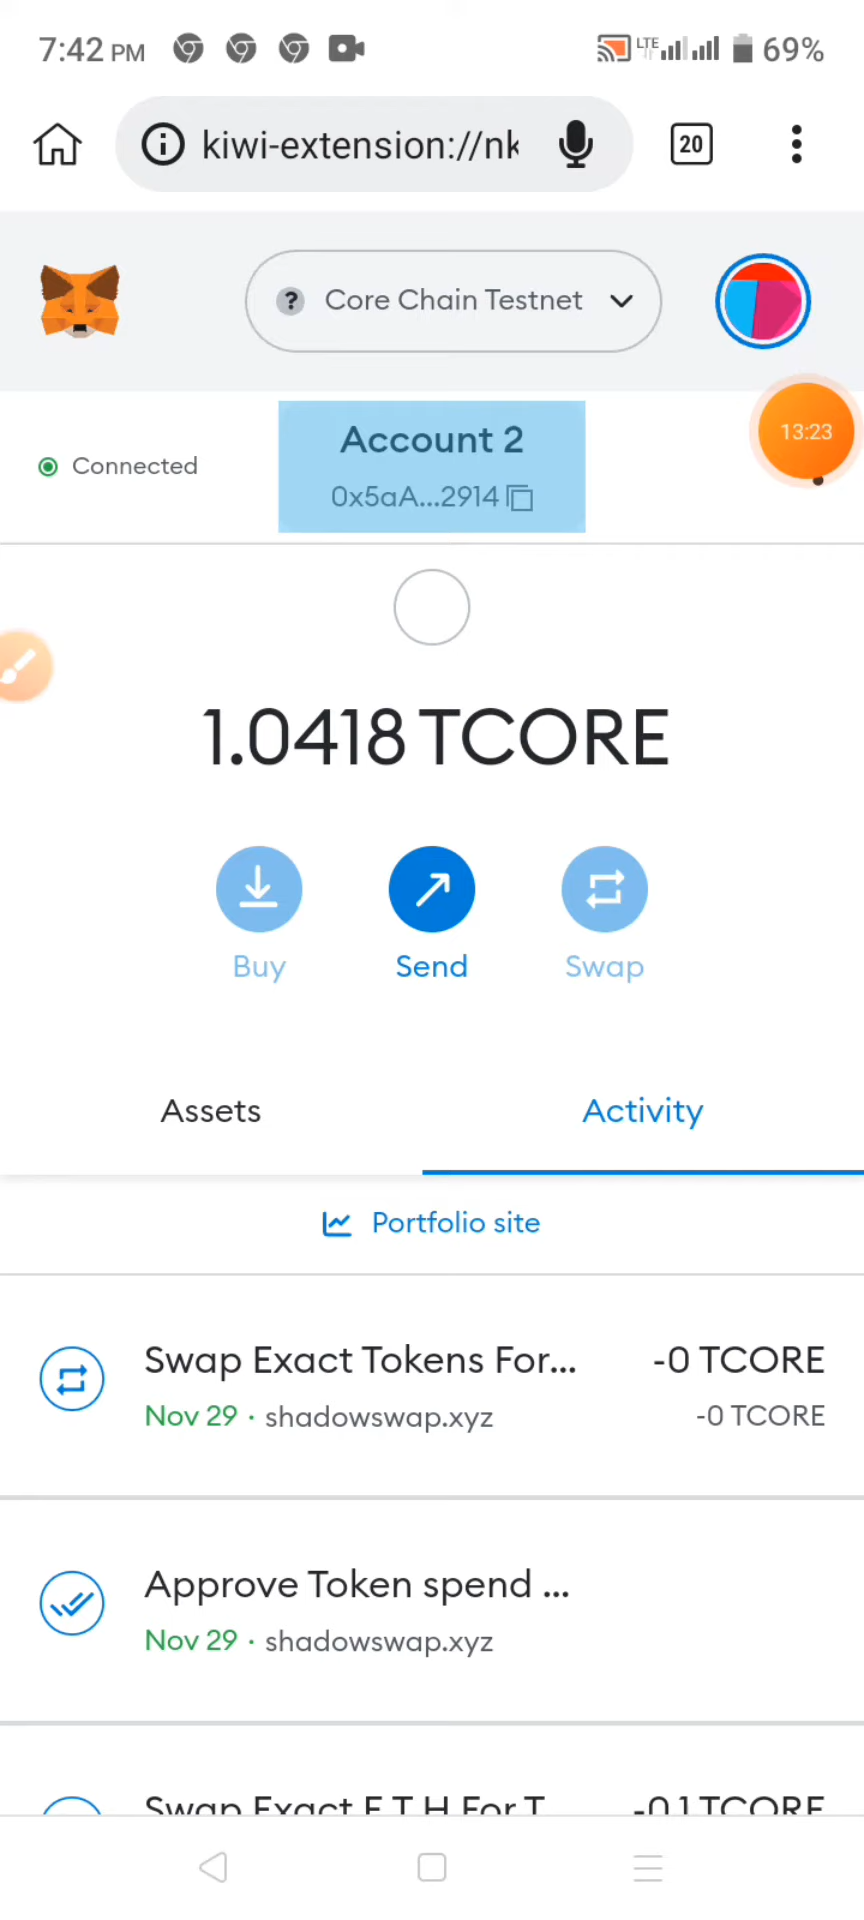 7:42 PM LTE 69%
kiwi-extension://nk 20
? Core Chain Testnet
Account 2
13:23
Connected
0x5aA...2914
1.0418 TCORE
Buy Send Swap
Assets Activity
Portfolio site
Swap Exact Tokens For... -0 TCORE
Nov 29 · shadowswap.xyz -0 TCORE
Approve Token spend ...
Nov 29 · shadowswap.xyz
Swap Exact E T H For T -0.1 TCORE